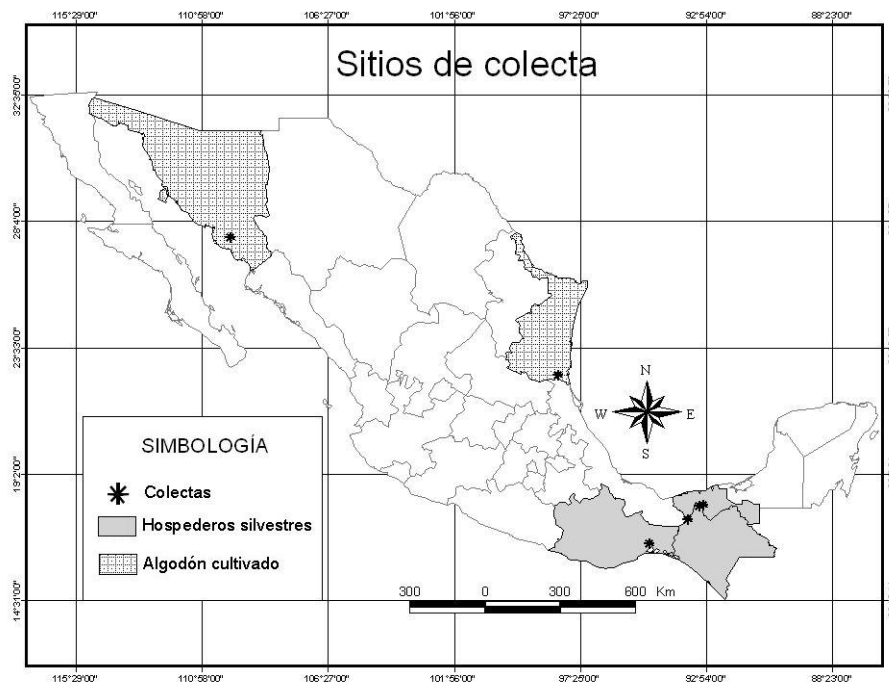 115°29'00" 110°58'00" 106°27'00" 101°56'00" 97°25'00" 92°54'00" 88°23'00"
Sitios de colecta
32°35'00"
28°4'00"
28°4'00"
23°33'00"
N
W E
S
SIMBOLOGÍA
19°2'00"
Colectas
Hospederos silvestres
Algodón cultivado
14°31'00"
300 0 300 600 Km
115°29'00" 110°58'00" 106°27'00" 101°56'00" 97°25'00" 92°54'00" 88°23'00"